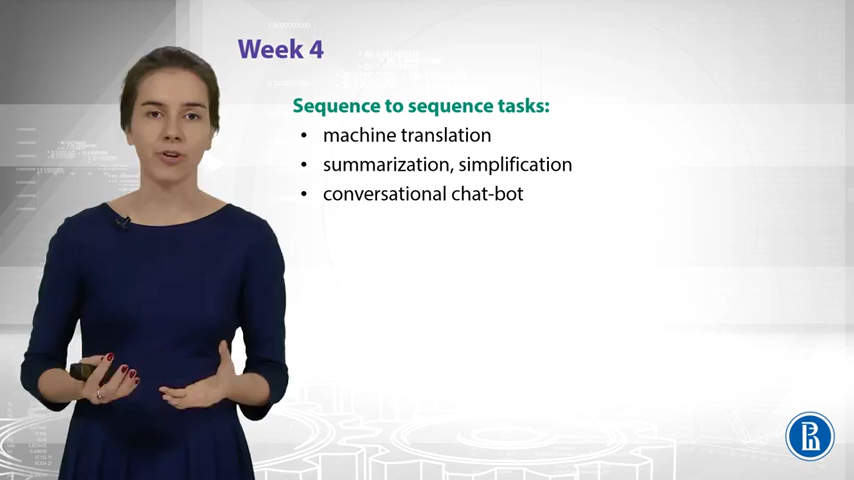 Week 4
Sequence to sequence tasks:
• machine translation
• summarization, simplification
• conversational chat-bot